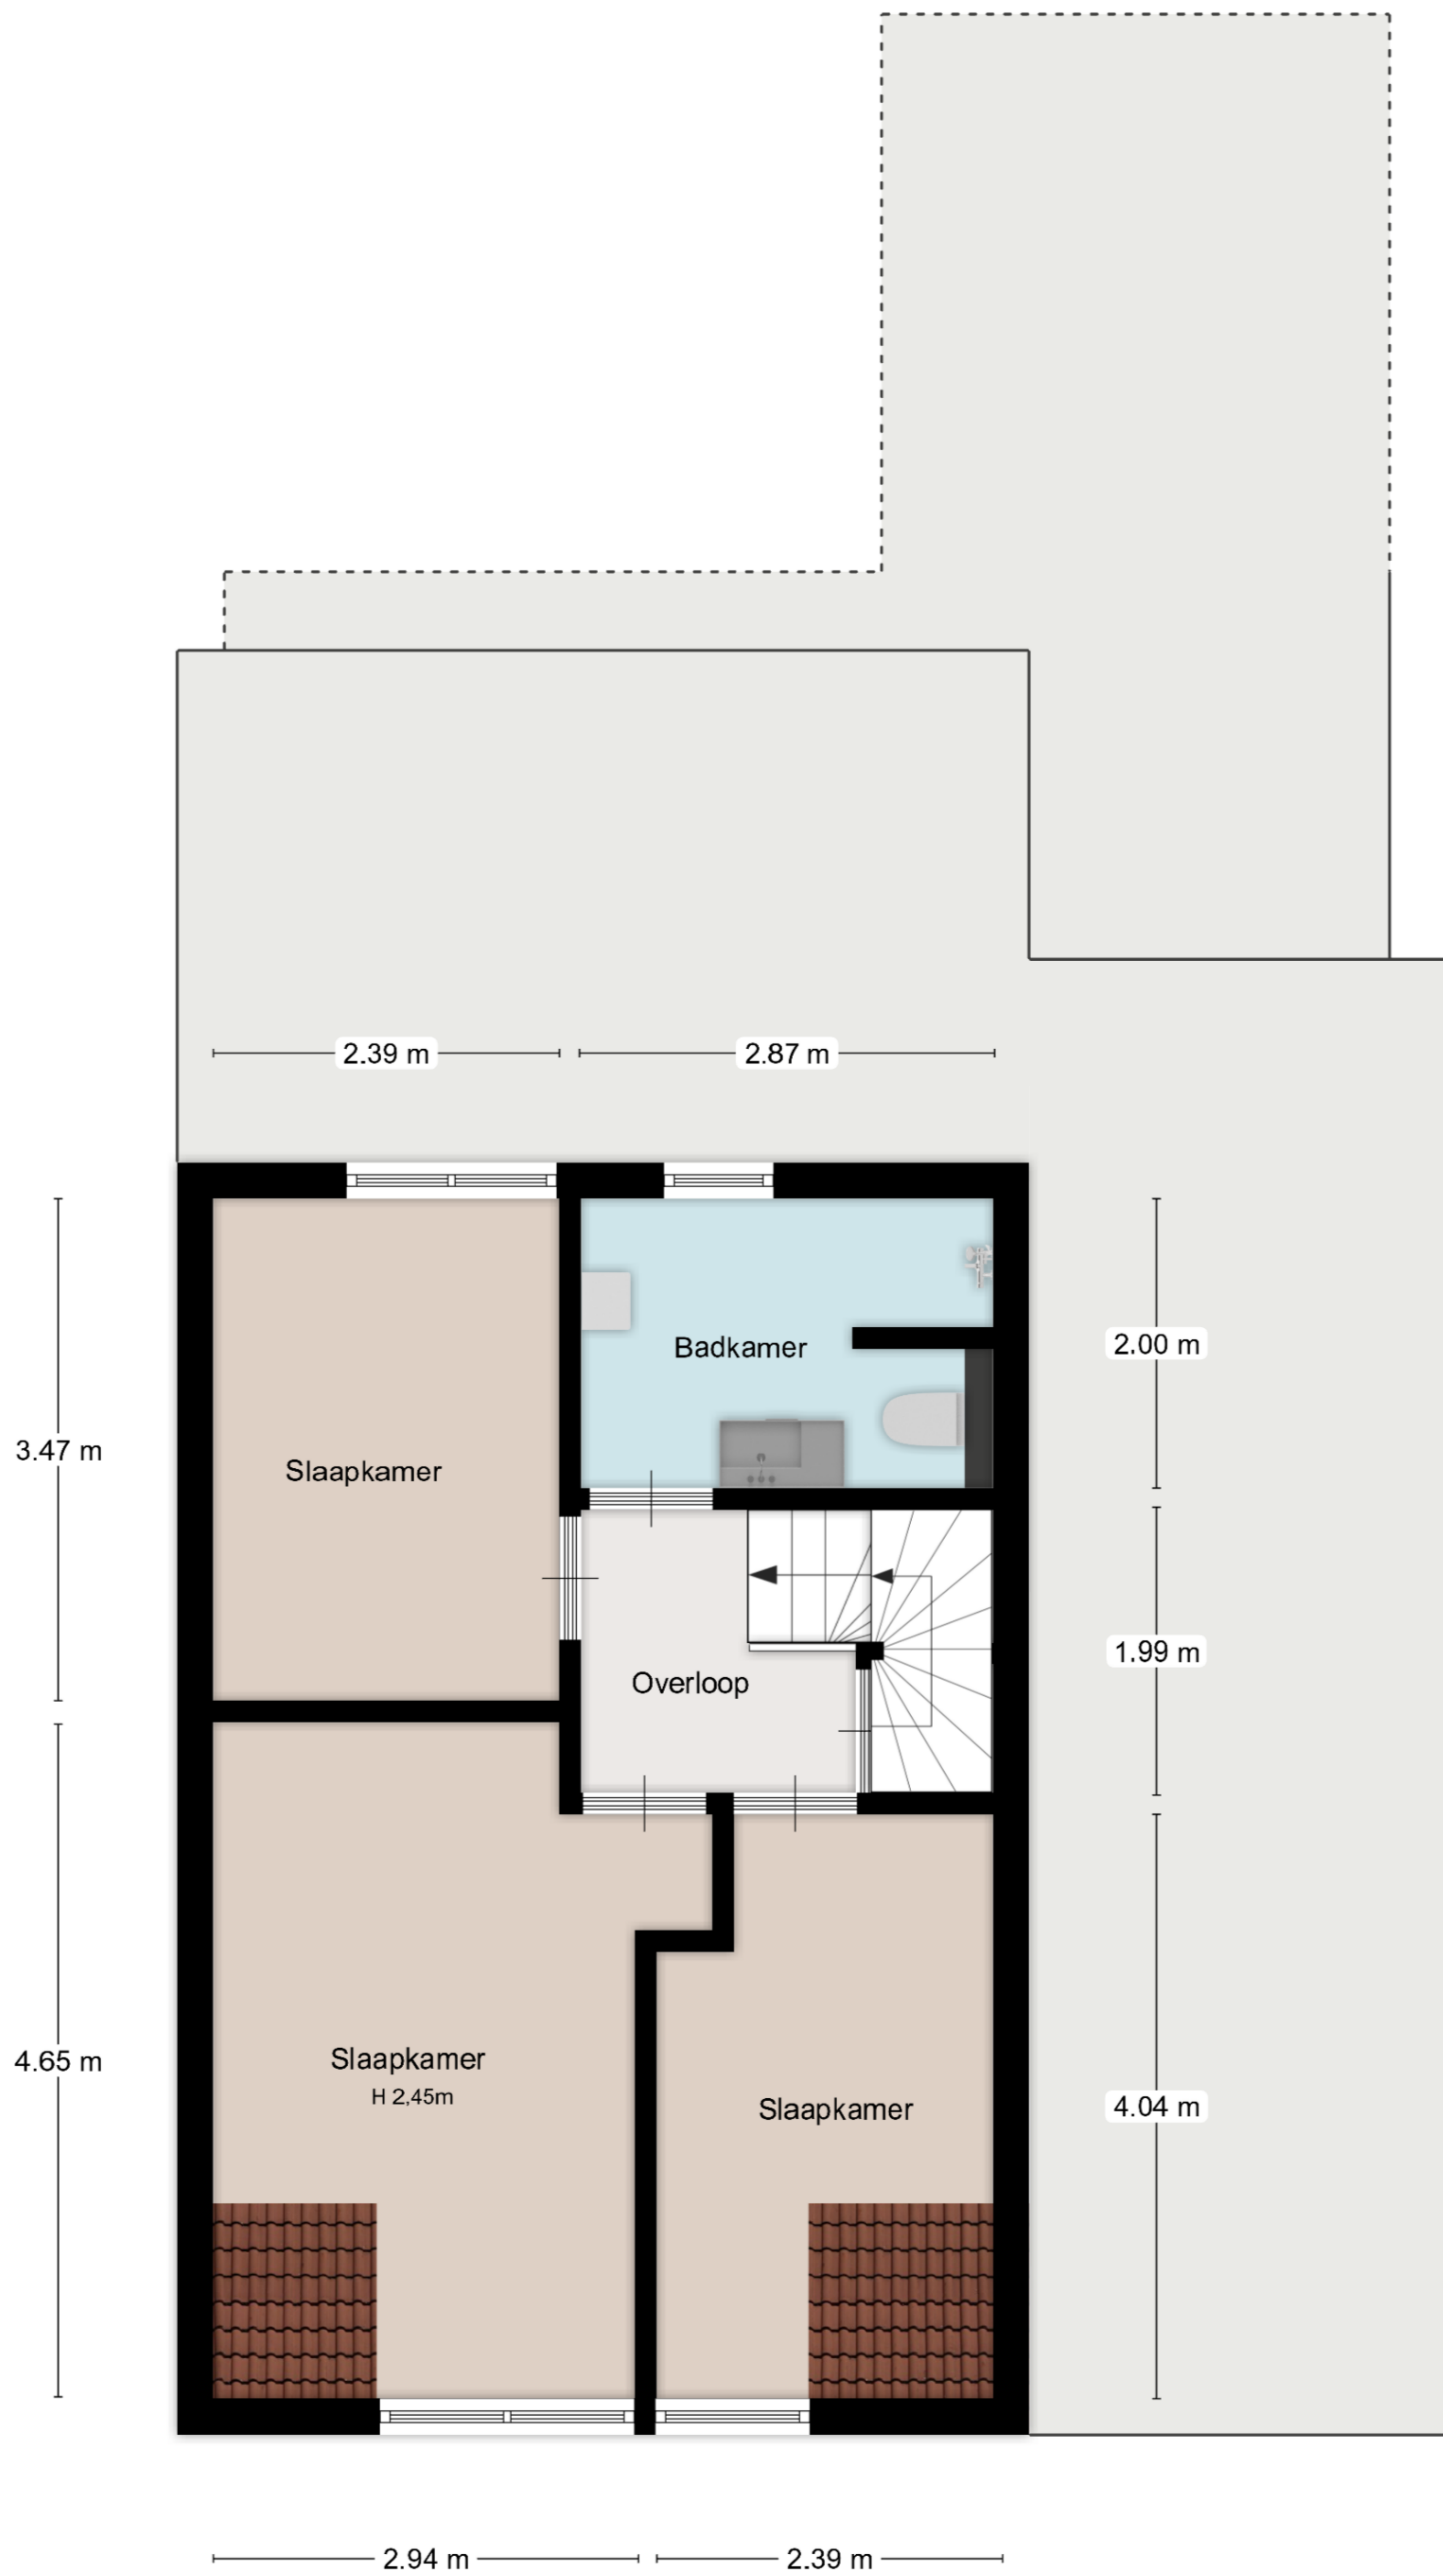 2.39 m
2.87 m
2.00 m
Badkamer
3.47 m
Slaapkamer
1.99 m
Overloop
Slaapkamer
H 2,45m
4.65 m
Slaapkamer
4.04 m
2.94 m
2.39 m